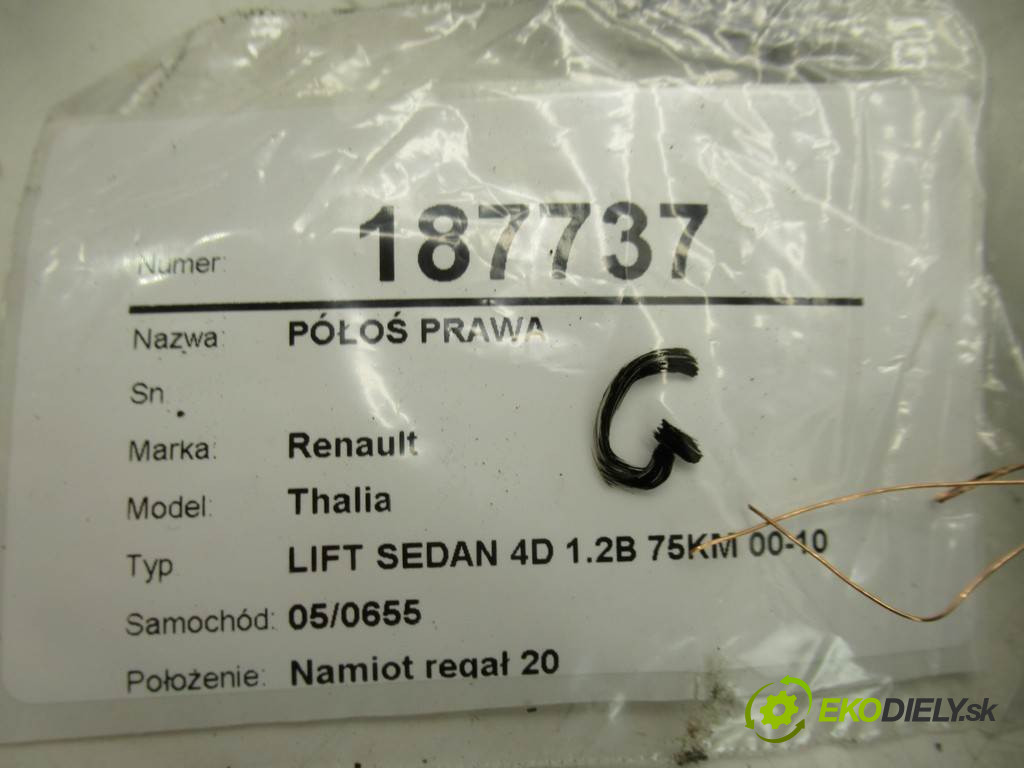 Numer: 187737
Nazwa: PÓŁOŚ PRAWA
Sn
Marka: Renault
Model: Thalia
Typ LIFT SEDAN 4D 1.2B 75KM 00-10
Samochód: 05/0655
Położenie: Namiot regał 20
G
EKODIELY.sk